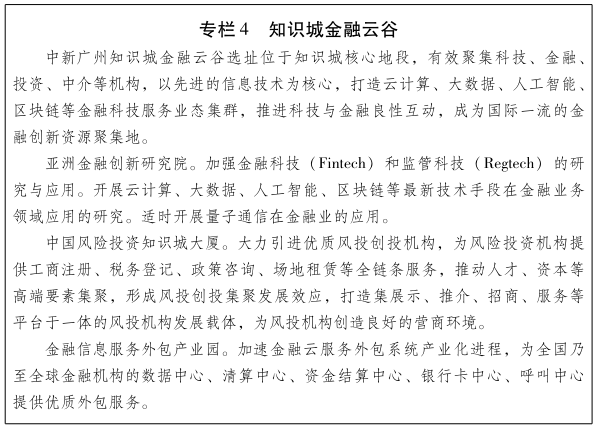 专栏 4　知识城金融云谷
中新广州知识城金融云谷选址位于知识城核心地段，有效聚集科技、金融、
投资、中介等机构，以先进的信息技术为核心，打造云计算、大数据、人工智能、
区块链等金融科技服务业态集群，推进科技与金融良性互动，成为国际一流的金
融创新资源聚集地。
亚洲金融创新研究院。加强金融科技（Fintech）和监管科技（Regtech）的研
究与应用。开展云计算、大数据、人工智能、区块链等最新技术手段在金融业务
领域应用的研究。适时开展量子通信在金融业的应用。
中国风险投资知识城大厦。大力引进优质风投创投机构，为风险投资机构提
供工商注册、税务登记、政策咨询、场地租赁等全链条服务，推动人才、资本等
高端要素集聚，形成风投创投集聚发展效应，打造集展示、推介、招商、服务等
平台于一体的风投机构发展载体，为风投机构创造良好的营商环境。
金融信息服务外包产业园。加速金融云服务外包系统产业化进程，为全国乃
至全球金融机构的数据中心、清算中心、资金结算中心、银行卡中心、呼叫中心
提供优质外包服务。